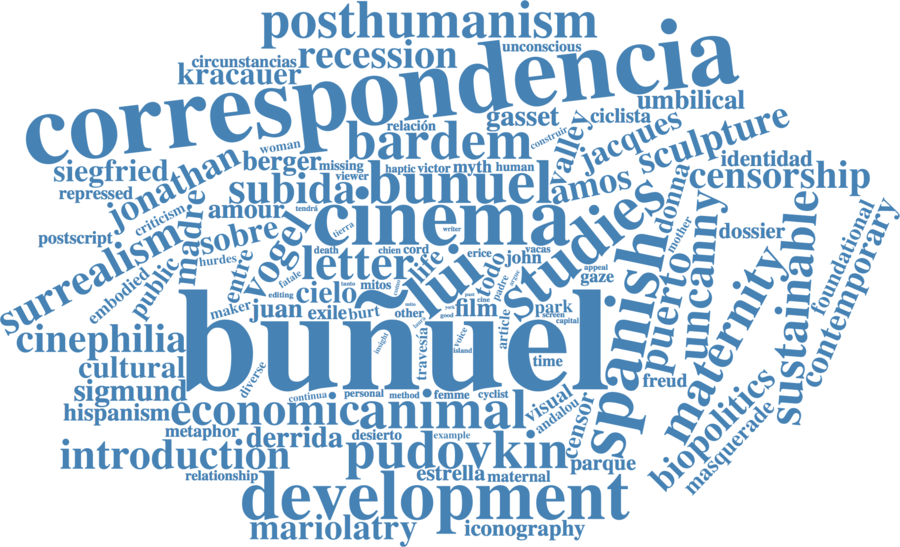 posthumanism
unconscious
circunstancias
recession
kracauer
correspondencia
umbilical
gasset
ciclista
construir
relación
bardem
valley
jacques
sculpture
woman
siegfried
jonathan
berger
missing
haptic
victor
myth
human
viewer
identidad
repressed
criticism
subida
bunuel
amos
donna
censorship
postscript
madre
amour
tendrá
cinema
writer
mother
surrealism
sobre
vogel
tierra
studies
spanish
uncanny
dossier
foundational
contemporary
hurdes
entre
death
chien
cord
erice
john
vacas
letter
life
lui
todo
appeal
gaze
embodied
public
fatale
cielo
mitos
padre
puerto
maternity
sustainable
maker
editing
juan
exile
burt
other
film
article
park
screen
capital
cinephilia
buñuel
good
past
cine
voice
island
insight
travesía
time
cultural
diverse
freud
sigmund
continua
personal
method
femme
cyclist
visual
andalou
hispanism
economic
animal
censor
biopolitics
masquerade
metaphor
derrida
desierto
example
introduction
pudovkin
parque
relationship
estrella
maternal
development
mariolatry
iconography